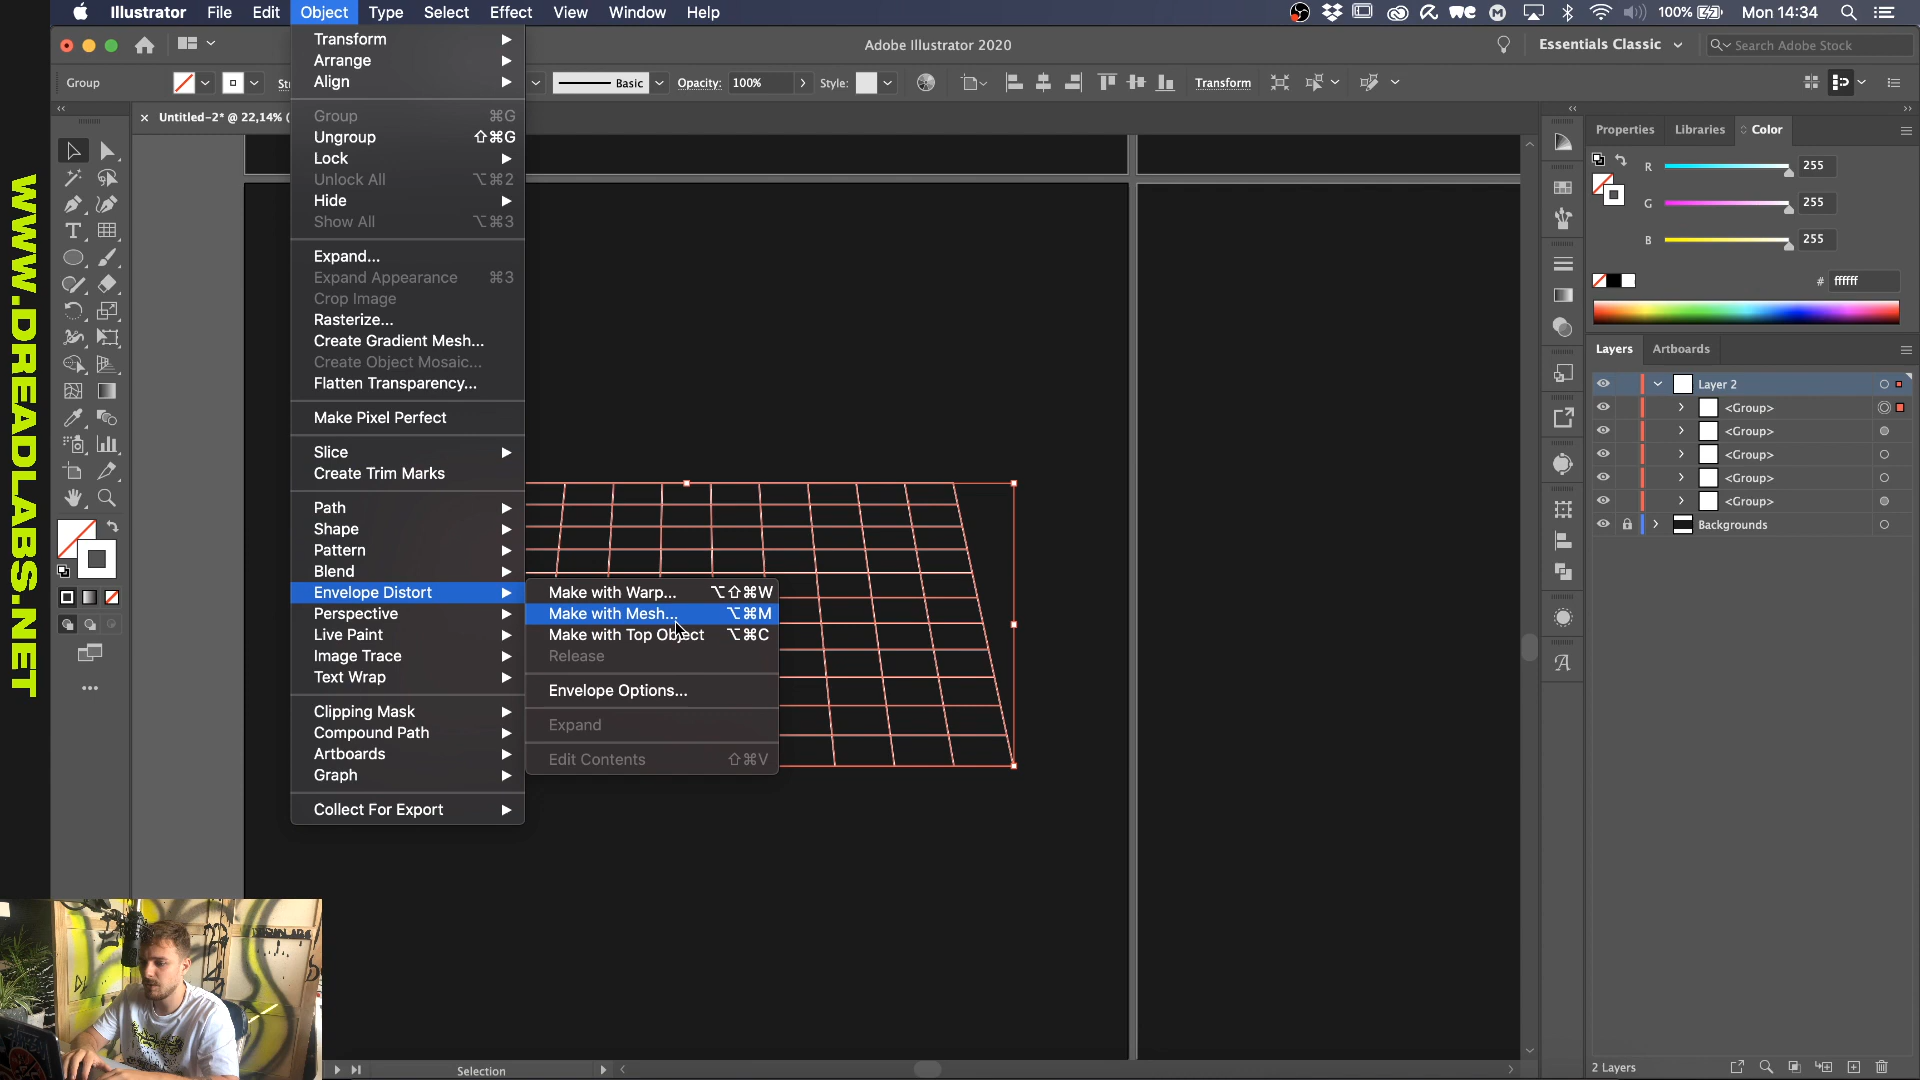 Illustrator File Edit Object Type Select Effect View Window Help
100% Mon 14:34
Adobe Illustrator 2020
Essentials Classic
Search Adobe Stock
Group
Basic
Opacity: 100%
Style:
Transform
× Untitled-2* @ 22,14% (
Transform
Arrange
Align
Group ⌘G
Ungroup ⇧⌘G
Lock
Unlock All ⌥⌘2
Hide
Show All ⌥⌘3
Expand...
Expand Appearance ⌘3
Crop Image
Rasterize...
Create Gradient Mesh...
Create Object Mosaic...
Flatten Transparency...
Make Pixel Perfect
Slice
Create Trim Marks
Path
Shape
Pattern
Blend
Envelope Distort
Perspective
Live Paint
Image Trace
Text Wrap
Clipping Mask
Compound Path
Artboards
Graph
Collect For Export
Make with Warp... ⌥⇧⌘W
Make with Mesh... ⌥⌘M
Make with Top Object ⌥⌘C
Release
Envelope Options...
Expand
Edit Contents ⇧⌘V
Properties Libraries Color
R 255
G 255
B 255
# ffffff
Layers Artboards
Layer 2
<Group>
<Group>
<Group>
<Group>
<Group>
Backgrounds
2 Layers
Selection
WWW.DREADLABS.NET